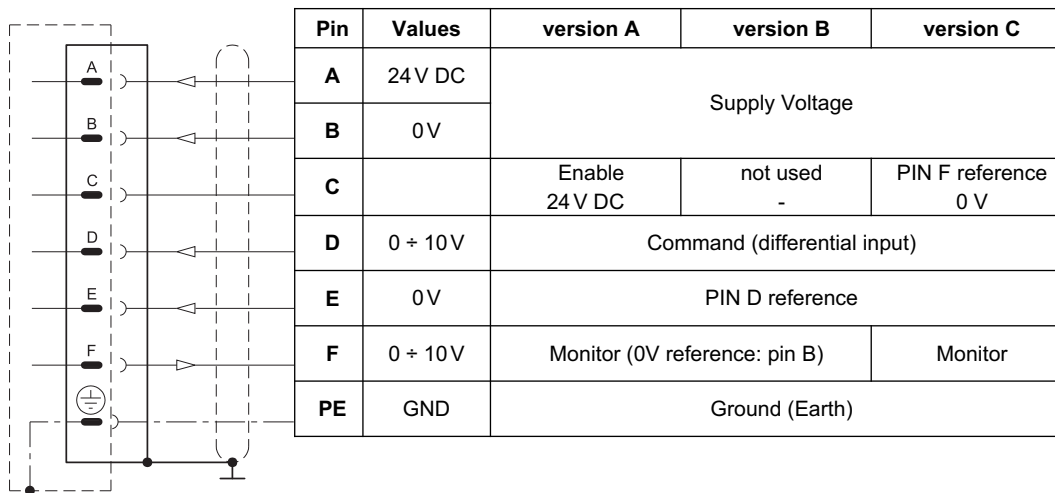 Pin Values version A version B version C
A
A 24 V DC
Supply Voltage
B
B 0 V
C
C Enable not used PIN F reference
24 V DC - 0 V
D
D 0 ÷ 10 V Command (differential input)
E
E 0 V PIN D reference
F
F 0 ÷ 10 V Monitor (0V reference: pin B) Monitor
PE GND Ground (Earth)